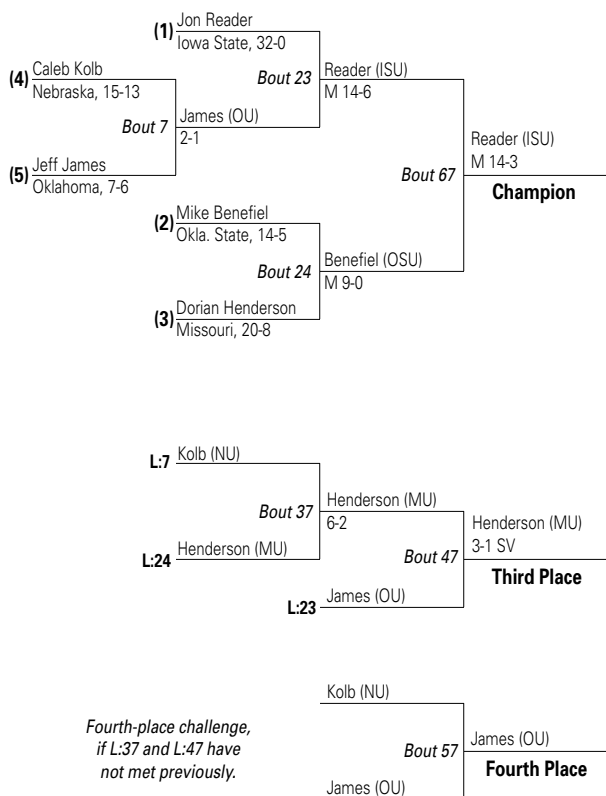 (1) Jon Reader
Iowa State, 32-0
Bout 23
Reader (ISU)
M 14-6
(4) Caleb Kolb
Nebraska, 15-13
Bout 7
James (OU)
2-1
(5) Jeff James
Oklahoma, 7-6
Reader (ISU)
M 14-3
Bout 67
Champion
(2) Mike Benefiel
Okla. State, 14-5
Bout 24
Benefiel (OSU)
M 9-0
(3) Dorian Henderson
Missouri, 20-8
L:7 Kolb (NU)
Bout 37
Henderson (MU)
6-2
L:24 Henderson (MU)
Henderson (MU)
3-1 SV
Bout 47
Third Place
L:23 James (OU)
Kolb (NU)
Fourth-place challenge,
if L:37 and L:47 have
not met previously.
Bout 57
James (OU)
Fourth Place
James (OU)